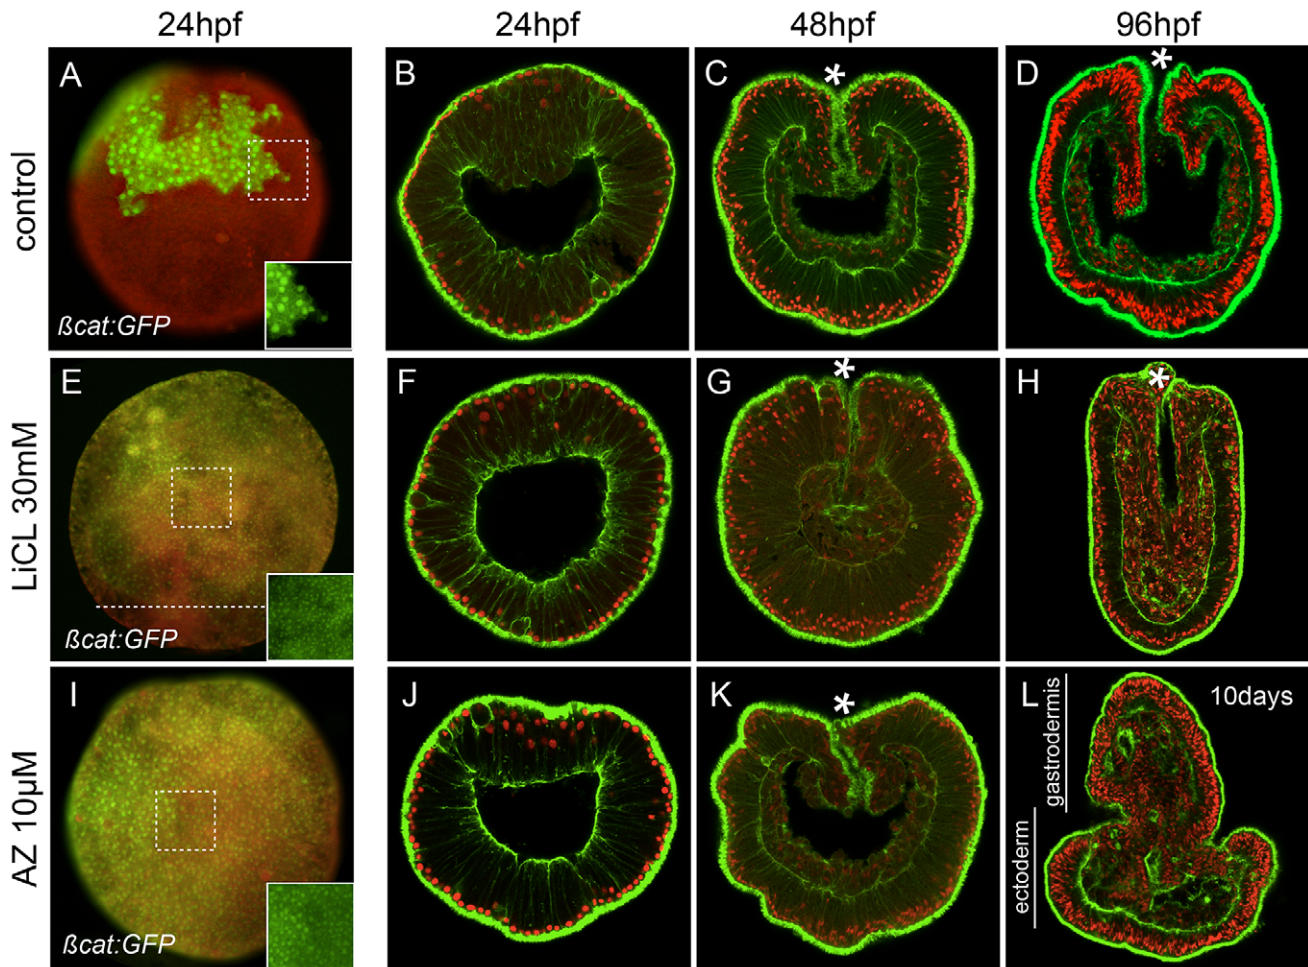 24hpf 24hpf 48hpf 96hpf
control
A B * C * D
ßcat:GFP
LiCL 30mM
E F * G * H
ßcat:GFP
AZ 10µM
I J * K L 10days
gastrodermis
ectoderm
ßcat:GFP